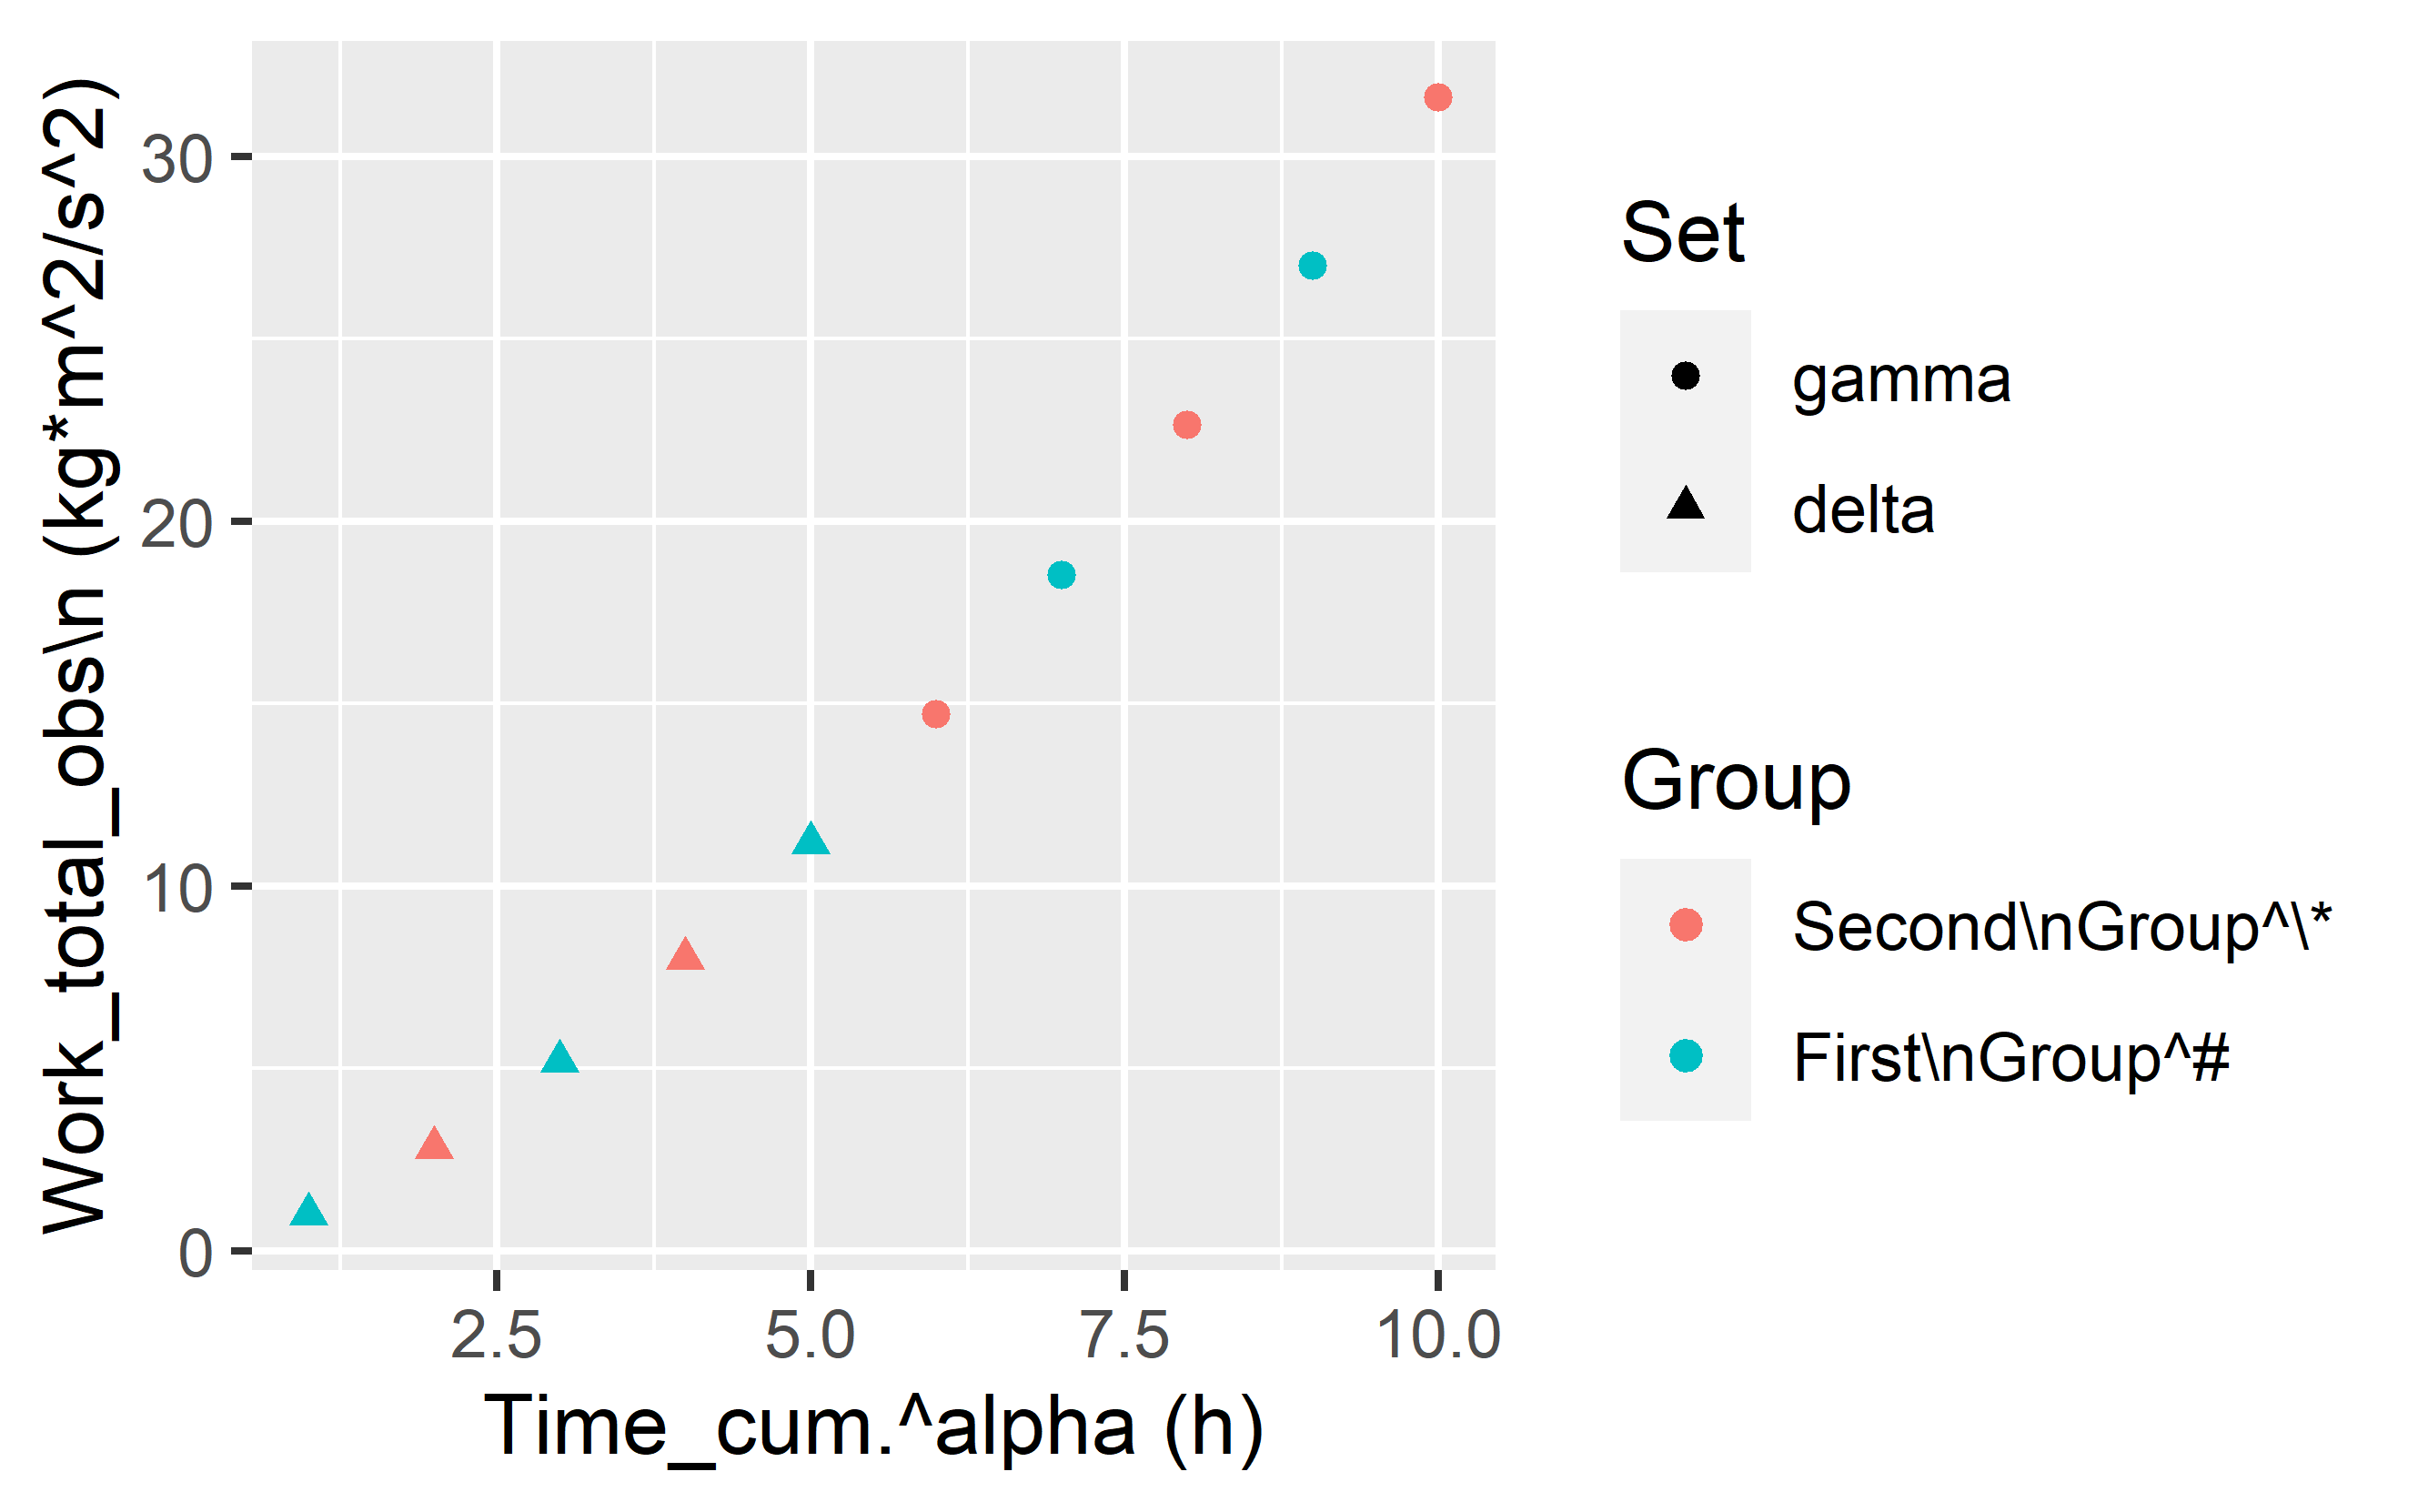 Work_total_obs\n (kg*m^2/s^2)
30
20
10
0
2.5 5.0 7.5 10.0
Time_cum.^alpha (h)
Set
gamma
delta
Group
Second\nGroup^\*
First\nGroup^#